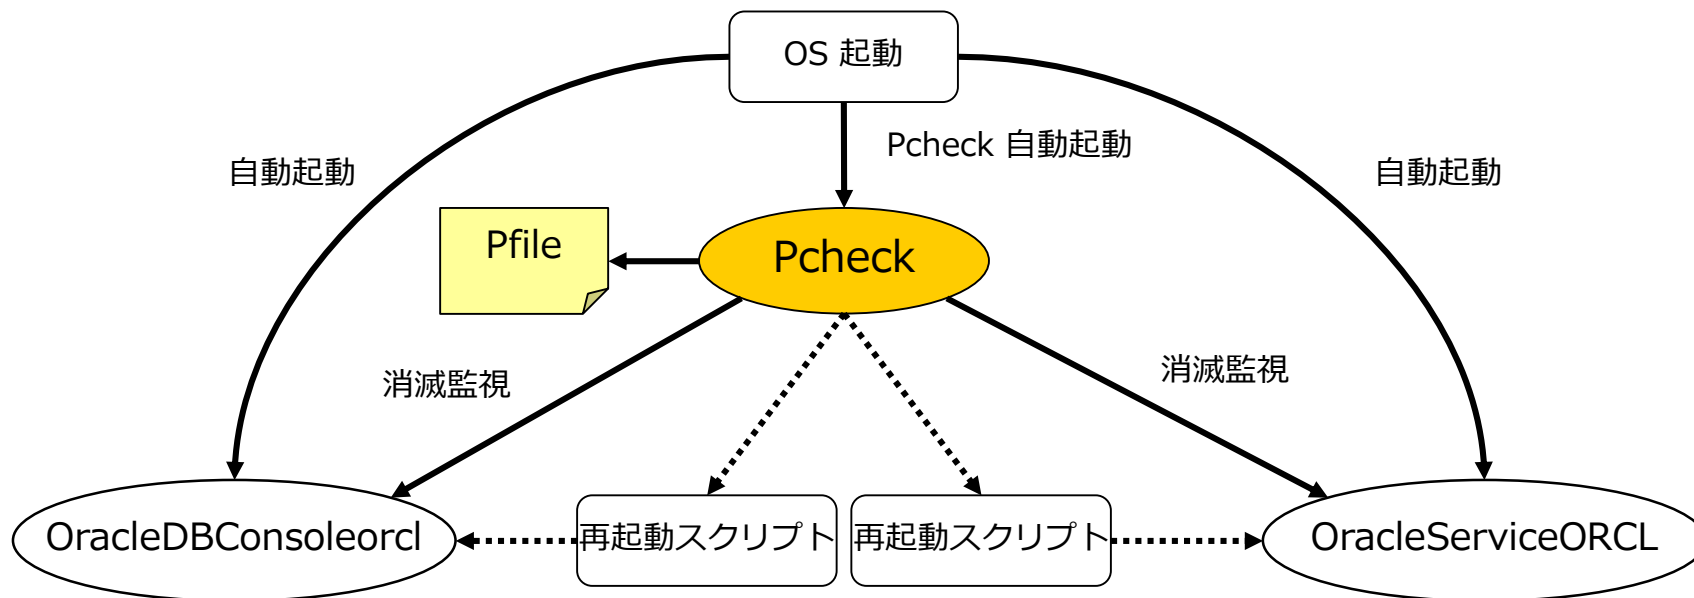 OS 起動
Pcheck 自動起動
自動起動
自動起動
Pfile
Pcheck
消滅監視
消滅監視
OracleDBConsoleorcl
再起動スクリプト
再起動スクリプト
OracleServiceORCL